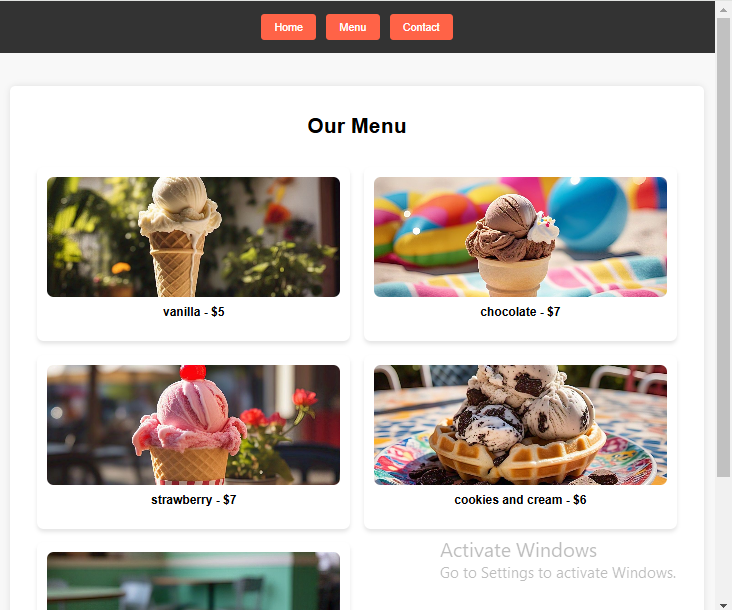 Home
Menu
Contact
Our Menu
vanilla - $5
chocolate - $7
strawberry - $7
cookies and cream - $6
Activate Windows
Go to Settings to activate Windows.